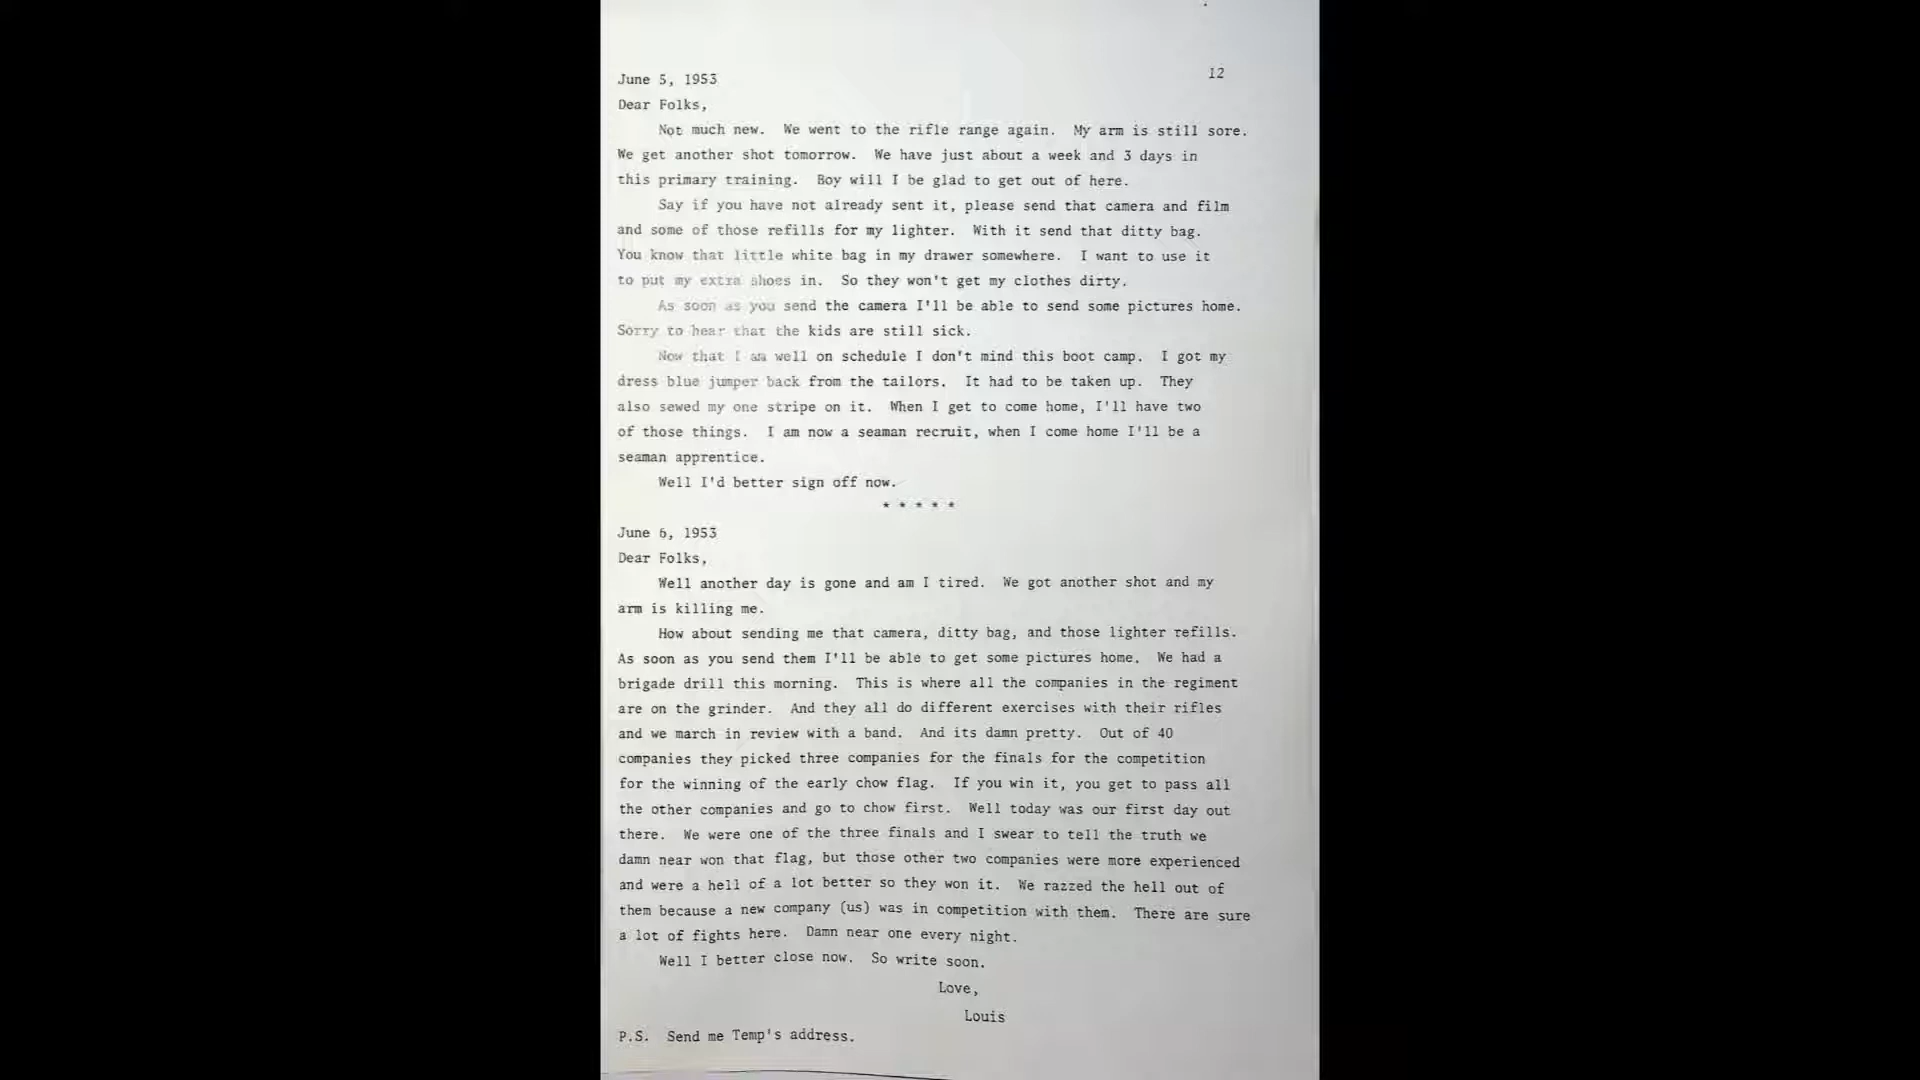 12
June 5, 1953
Dear Folks,
Not much new. We went to the rifle range again. My arm is still sore.
We get another shot tomorrow. We have just about a week and 3 days in
this primary training. Boy will I be glad to get out of here.
Say if you have not already sent it, please send that camera and film
and some of those refills for my lighter. With it send that ditty bag.
You know that little white bag in my drawer somewhere. I want to use it
to put my extra shoes in. So they won't get my clothes dirty.
As soon as you send the camera I'll be able to send some pictures home.
Sorry to hear that the kids are still sick.
Now that I am well on schedule I don't mind this boot camp. I got my
dress blue jumper back from the tailors. It had to be taken up. They
also sewed my one stripe on it. When I get to come home, I'll have two
of those things. I am now a seaman recruit, when I come home I'll be a
seaman apprentice.
Well I'd better sign off now.
* * * * *
June 6, 1953
Dear Folks,
Well another day is gone and am I tired. We got another shot and my
arm is killing me.
How about sending me that camera, ditty bag, and those lighter refills.
As soon as you send them I'll be able to get some pictures home. We had a
brigade drill this morning. This is where all the companies in the regiment
are on the grinder. And they all do different exercises with their rifles
and we march in review with a band. And its damn pretty. Out of 40
companies they picked three companies for the finals for the competition
for the winning of the early chow flag. If you win it, you get to pass all
the other companies and go to chow first. Well today was our first day out
there. We were one of the three finals and I swear to tell the truth we
damn near won that flag, but those other two companies were more experienced
and were a hell of a lot better so they won it. We razzed the hell out of
them because a new company (us) was in competition with them. There are sure
a lot of fights here. Damn near one every night.
Well I better close now. So write soon.
Love,
Louis
P.S. Send me Temp's address.